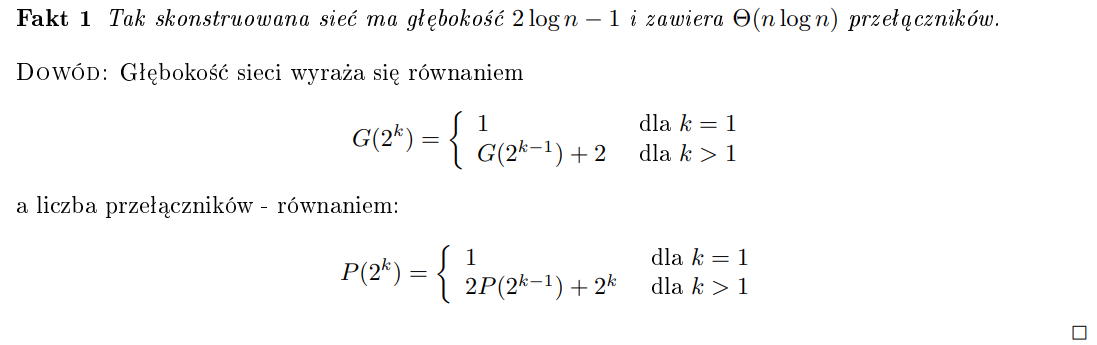 Fakt 1 Tak skonstruowana sieć ma głębokość 2 log n − 1 i zawiera Θ(n log n) przełączników.
Dowód: Głębokość sieci wyraża się równaniem
G(2^k) = { 1 dla k = 1
G(2^{k−1}) + 2 dla k > 1
a liczba przełączników - równaniem:
P(2^k) = { 1 dla k = 1
2P(2^{k−1}) + 2^k dla k > 1
□